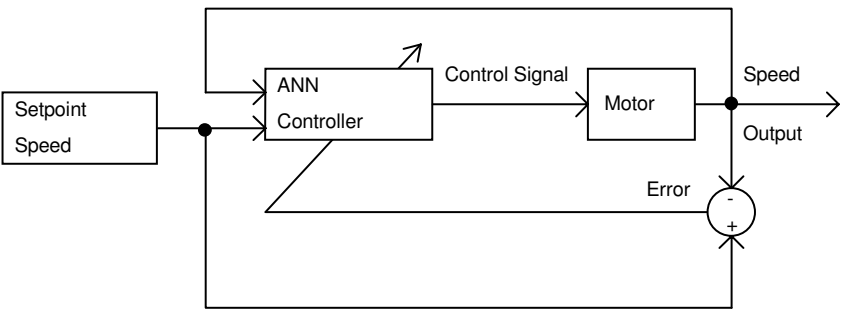 Setpoint
Speed
ANN
Controller
Control Signal
Motor
Speed
Output
Error
-
+